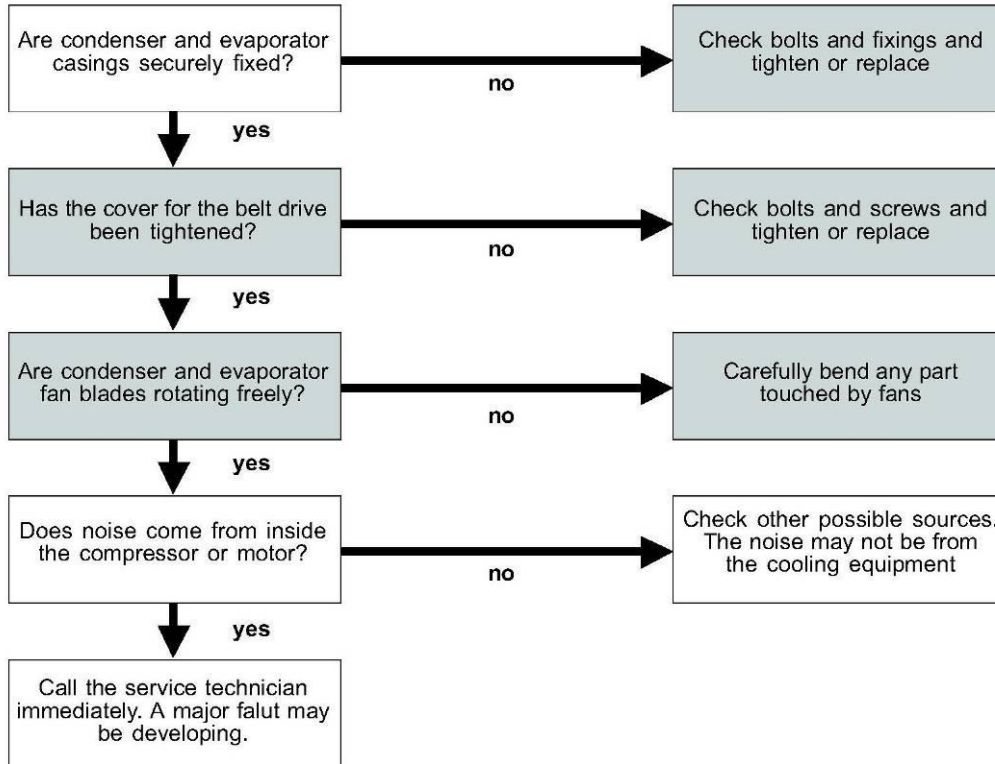 Are condenser and evaporator
casings securely fixed?
no
Check bolts and fixings and
tighten or replace
yes
Has the cover for the belt drive
been tightened?
no
Check bolts and screws and
tighten or replace
yes
Are condenser and evaporator
fan blades rotating freely?
no
Carefully bend any part
touched by fans
yes
Does noise come from inside
the compressor or motor?
no
Check other possible sources.
The noise may not be from
the cooling equipment
yes
Call the service technician
immediately. A major falut may
be developing.